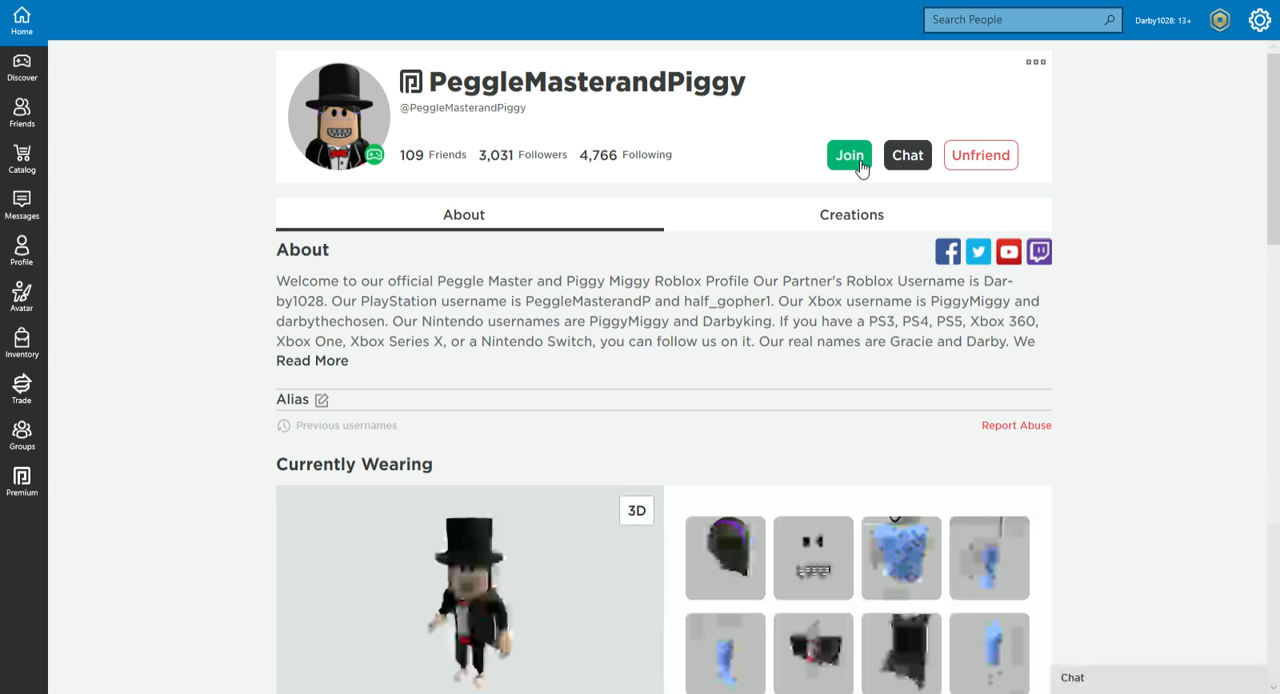 Home
Search People
Darby1028: 13+
Discover
Friends
Catalog
Messages
Profile
Avatar
Inventory
Trade
Groups
Premium
PeggleMasterandPiggy
@PeggleMasterandPiggy
109 Friends 3,031 Followers 4,766 Following
Join
Chat
Unfriend
About
Creations
About
Welcome to our official Peggle Master and Piggy Miggy Roblox Profile Our Partner's Roblox Username is Dar-
by1028. Our PlayStation username is PeggleMasterandP and half_gopher1. Our Xbox username is PiggyMiggy and
darbythechosen. Our Nintendo usernames are PiggyMiggy and Darbyking. If you have a PS3, PS4, PS5, Xbox 360,
Xbox One, Xbox Series X, or a Nintendo Switch, you can follow us on it. Our real names are Gracie and Darby. We
Read More
Alias
Previous usernames
Report Abuse
Currently Wearing
3D
Chat